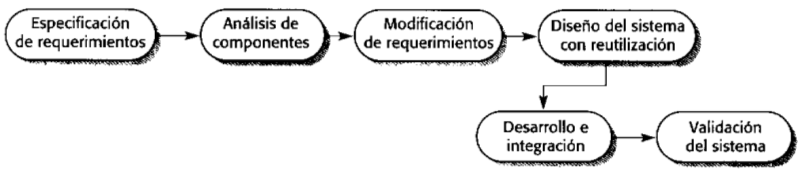 Especificación
de requerimientos
Análisis de
componentes
Modificación
de requerimientos
Diseño del sistema
con reutilización
Desarrollo e
integración
Validación
del sistema